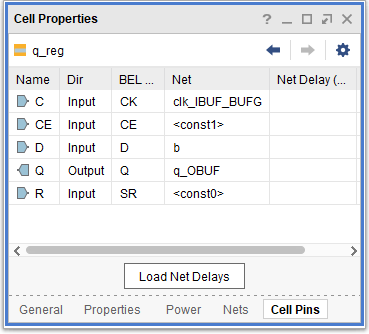 Cell Properties
q_reg
Name Dir BEL ... Net Net Delay (...
C Input CK clk_IBUF_BUFG
CE Input CE <const1>
D Input D b
Q Output Q q_OBUF
R Input SR <const0>
Load Net Delays
General Properties Power Nets Cell Pins